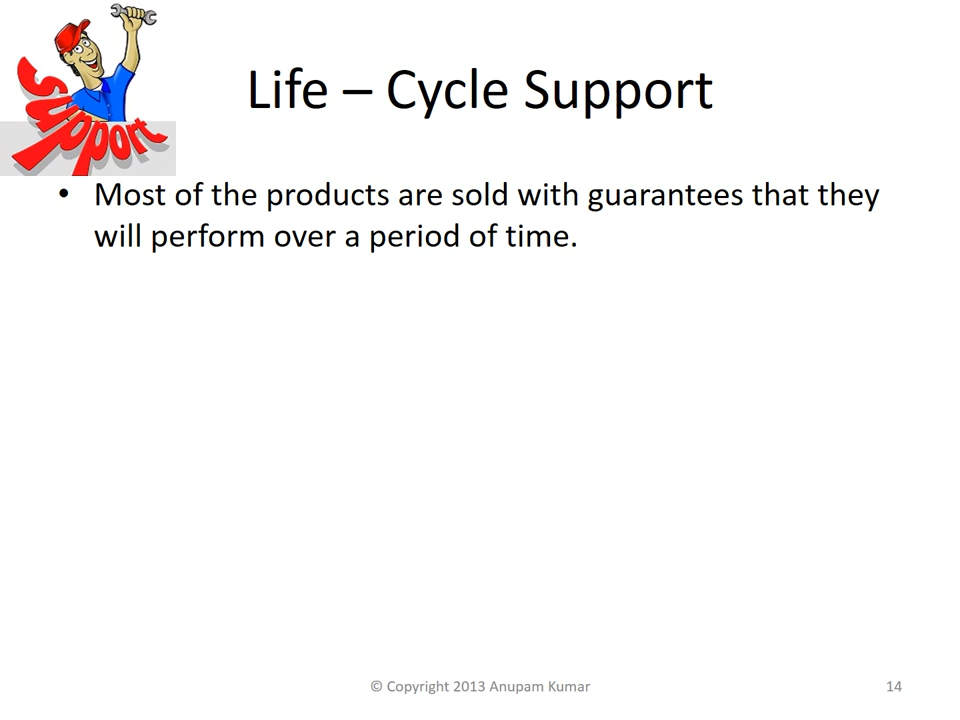 Support
Life – Cycle Support
• Most of the products are sold with guarantees that they
will perform over a period of time.
© Copyright 2013 Anupam Kumar
14